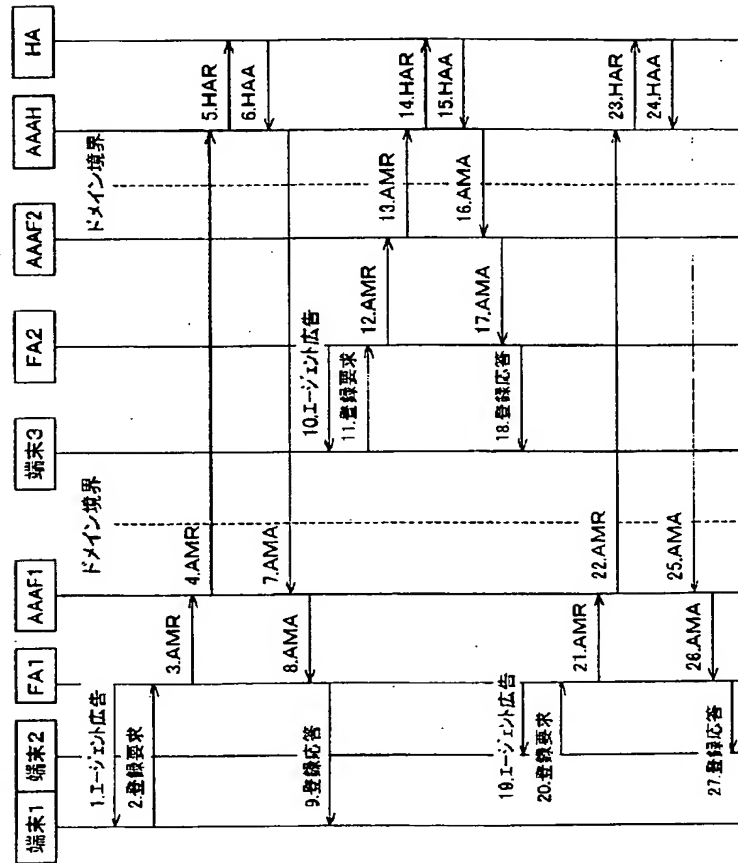 端末1
端末2
FA1
AAAF1
端末3
FA2
AAAF2
AAAH
HA
ドメイン境界
ドメイン境界
1.エージェント広告
2.登録要求
3.AMR
4.AMR
5.HAR
6.HAA
7.AMA
8.AMA
9.登録応答
10.エージェント広告
11.登録要求
12.AMR
13.AMR
14.HAR
15.HAA
16.AMA
17.AMA
18.登録応答
19.エージェント広告
20.登録要求
21.AMR
22.AMR
23.HAR
24.HAA
25.AMA
26.AMA
27.登録応答